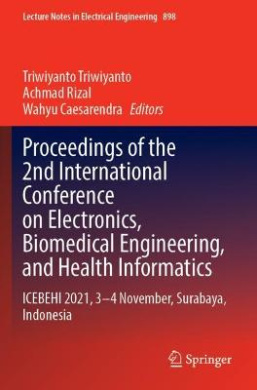 Lecture Notes in Electrical Engineering 898
Triwiyanto Triwiyanto
Achmad Rizal
Wahyu Caesarendra Editors
Proceedings of the
2nd International
Conference
on Electronics,
Biomedical Engineering,
and Health Informatics
ICEBEHI 2021, 3–4 November, Surabaya,
Indonesia
Springer